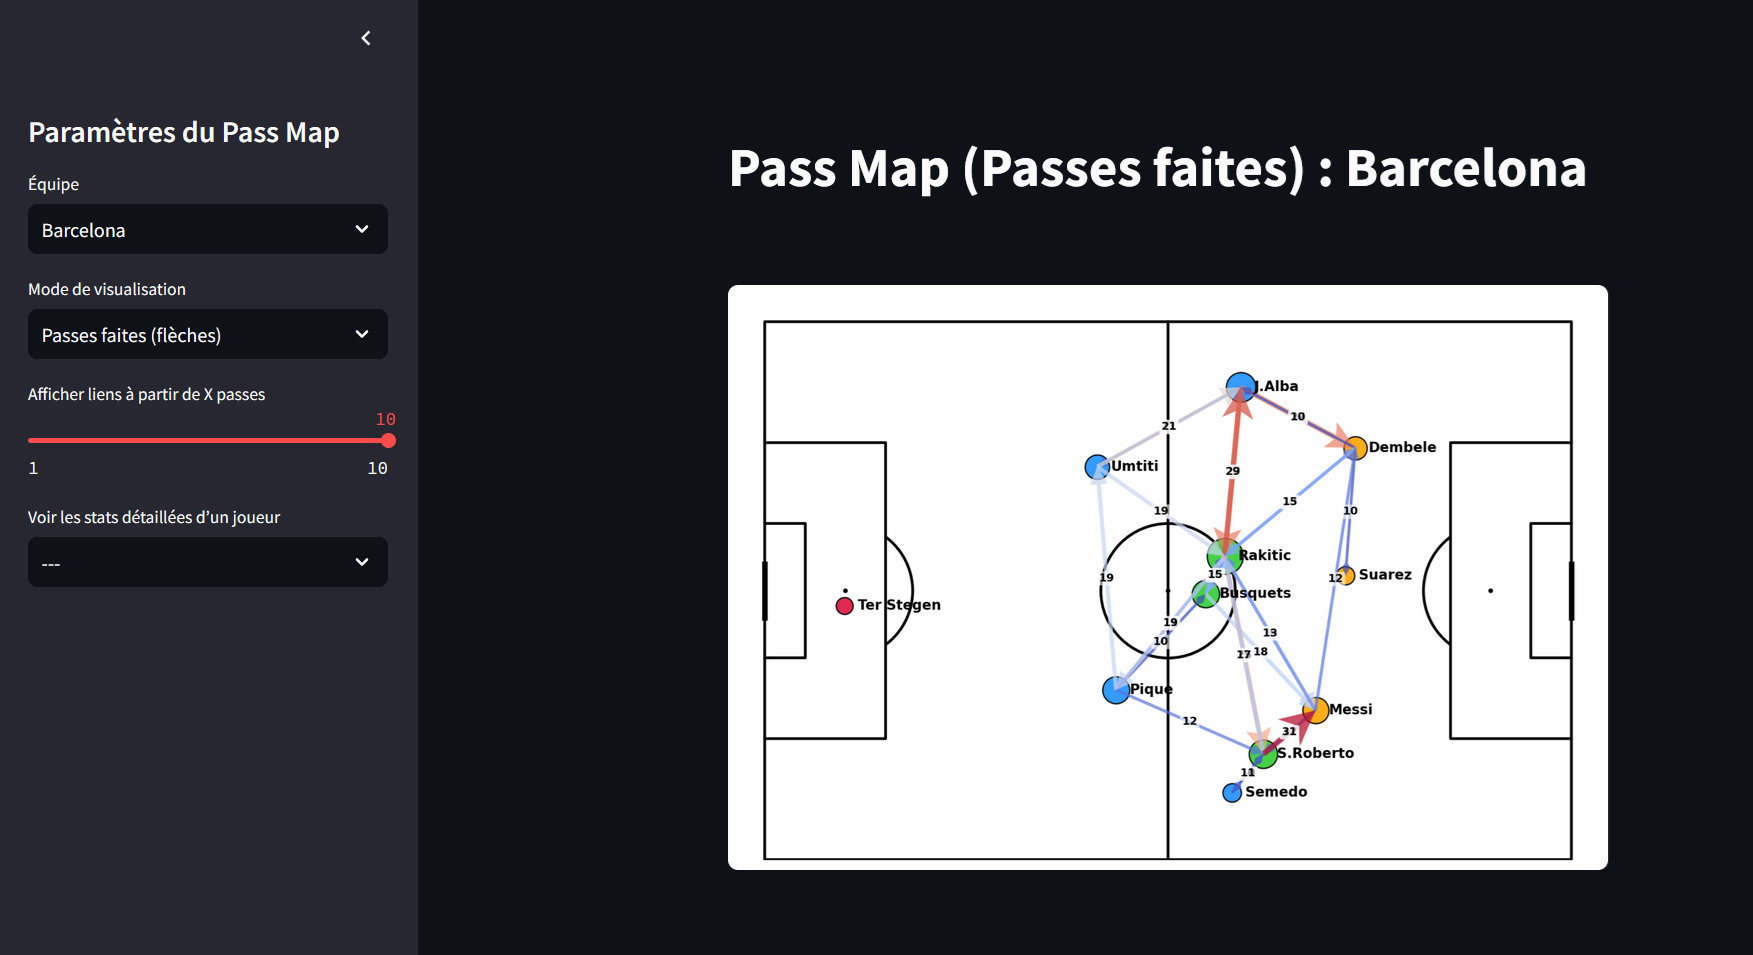 Paramètres du Pass Map
Équipe
Barcelona
Mode de visualisation
Passes faites (flèches)
Afficher liens à partir de X passes
10
1 10
Voir les stats détaillées d’un joueur
---
Pass Map (Passes faites) : Barcelona
J.Alba
10
21
Dembele
Umtiti
29
15
19
10
Rakitic
15
Suarez
12
19
Busquets
Ter Stegen
19
13
10
17
18
Pique
Messi
12
31
S.Roberto
11
Semedo